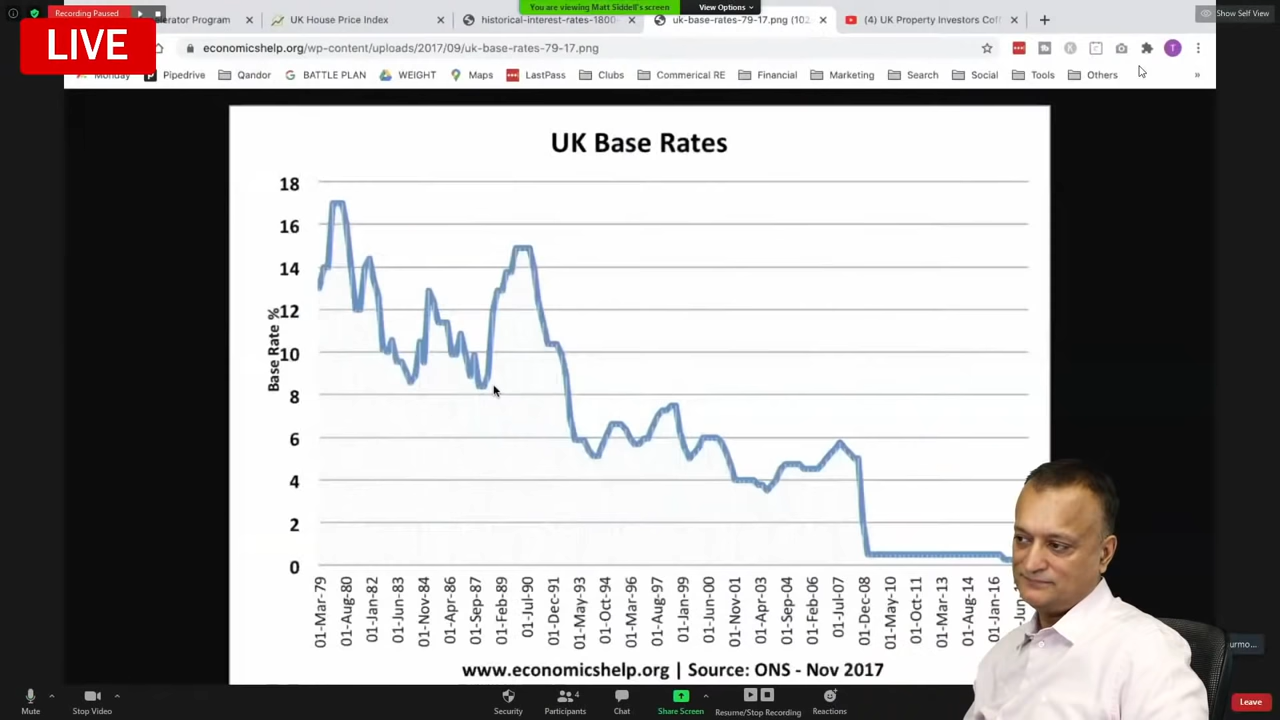 You are viewing Matt Siddell's screen
View Options
Show Self View
Recording Paused
LIVE
erator Program
UK House Price Index
historical-interest-rates-1800-
uk-base-rates-79-17.png (102
(4) UK Property Investors Cof
economicshelp.org/wp-content/uploads/2017/09/uk-base-rates-79-17.png
Monday
Pipedrive
Qandor
BATTLE PLAN
WEIGHT
Maps
LastPass
Clubs
Commerical RE
Financial
Marketing
Search
Social
Tools
Others
»
UK Base Rates
Base Rate %
18
16
14
12
10
8
6
4
2
0
01-Mar-79
01-Aug-80
01-Jan-82
01-Jun-83
01-Nov-84
01-Apr-86
01-Sep-87
01-Feb-89
01-Jul-90
01-Dec-91
01-May-93
01-Oct-94
01-Mar-96
01-Aug-97
01-Jan-99
01-Jun-00
01-Nov-01
01-Apr-03
01-Sep-04
01-Feb-06
01-Jul-07
01-Dec-08
01-May-10
01-Oct-11
01-Mar-13
01-Aug-14
01-Jan-16
www.economicshelp.org | Source: ONS - Nov 2017
urmo...
Mute
Stop Video
Security
Participants
4
Chat
Share Screen
Resume/Stop Recording
Reactions
Leave